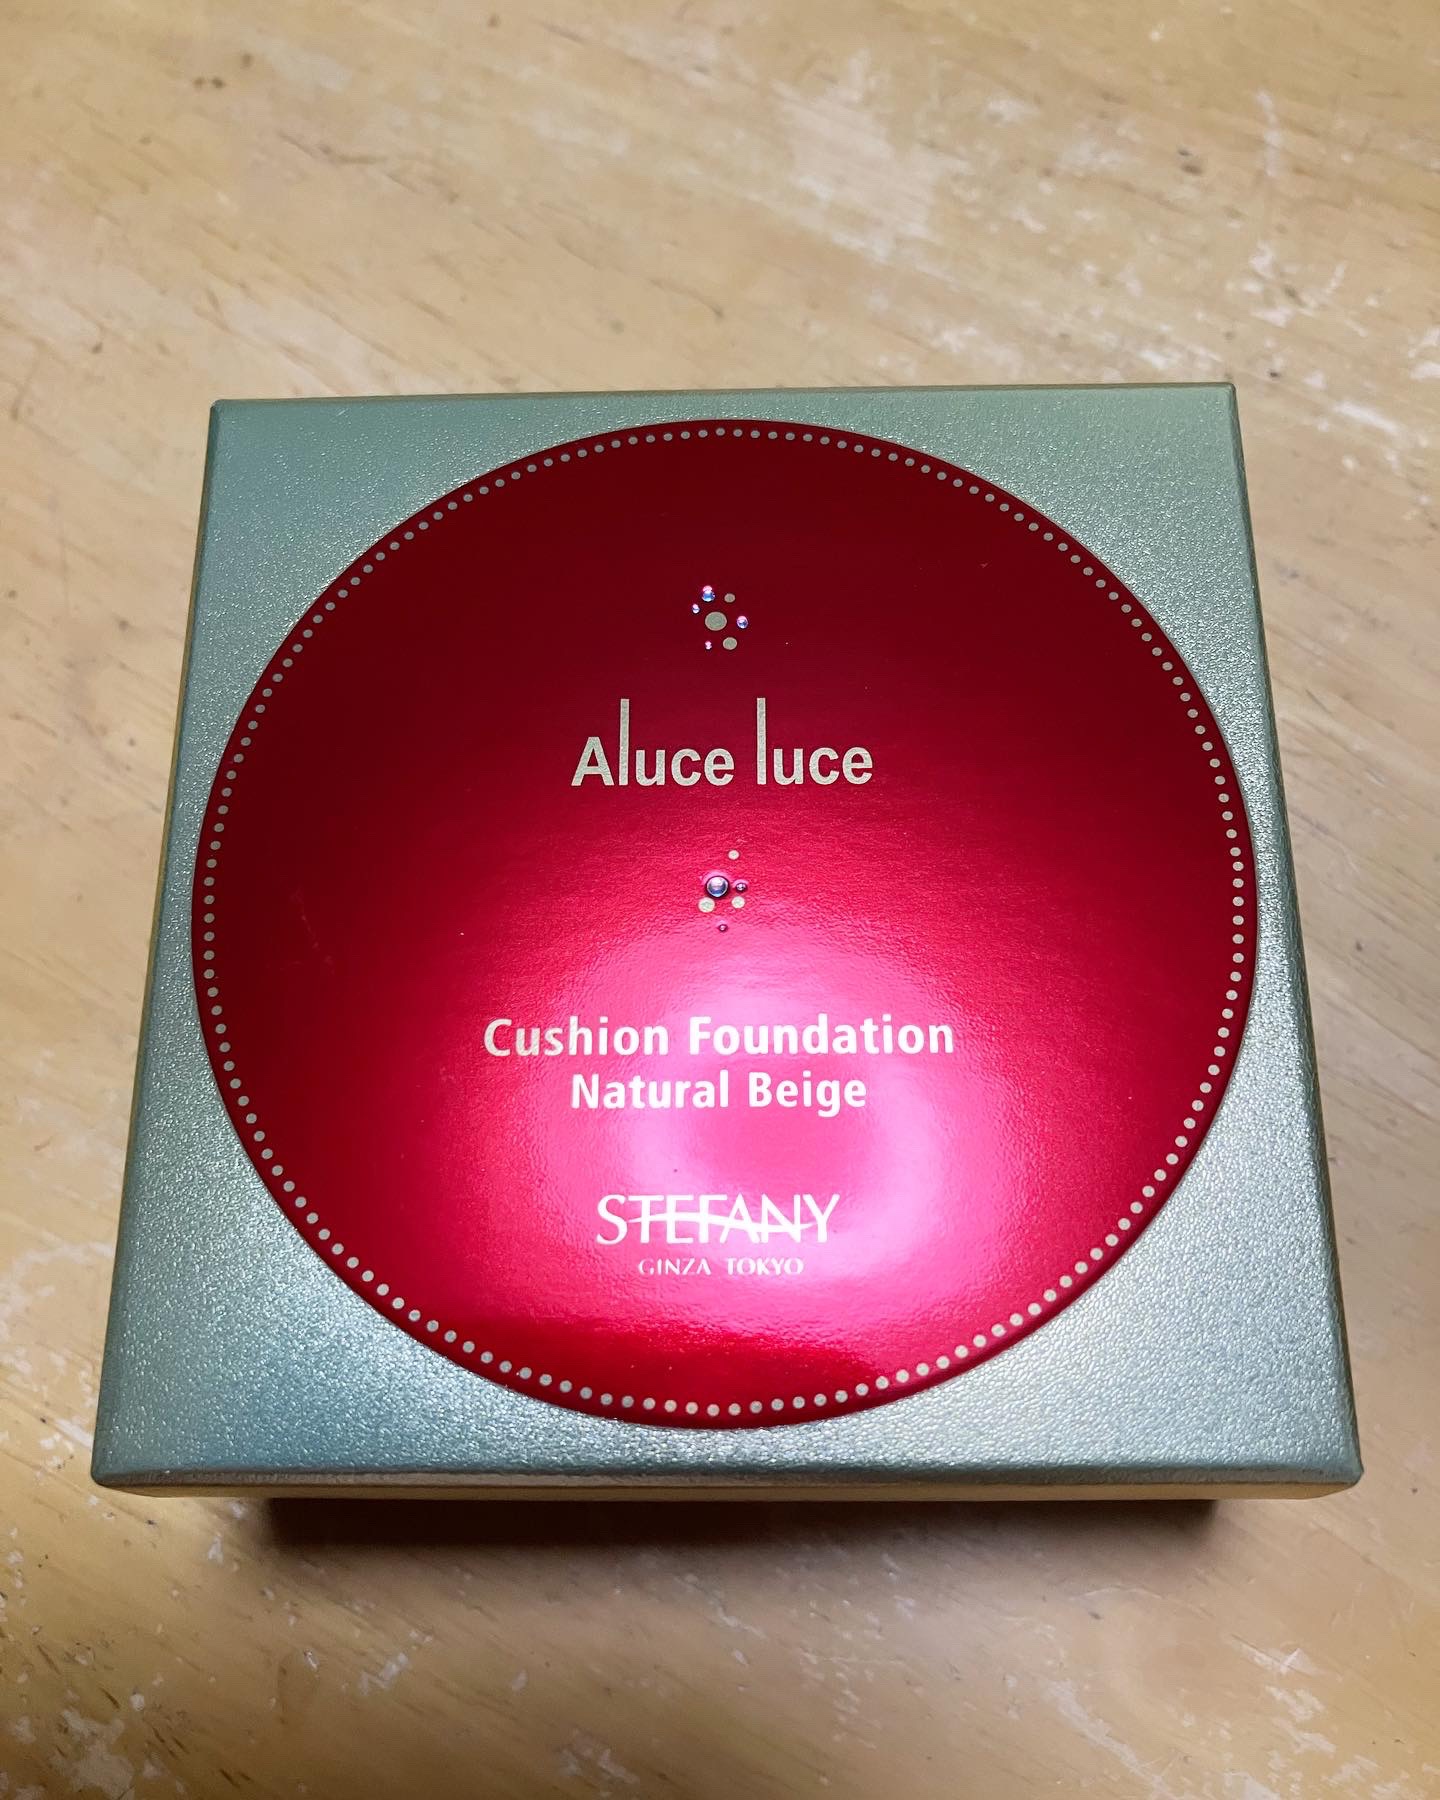 Aluce luce
Cushion Foundation
Natural Beige
STEFANY
GINZA TOKYO